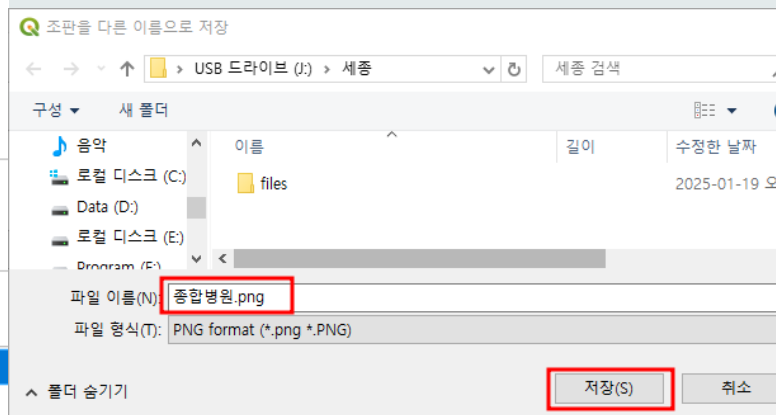 조판을 다른 이름으로 저장
USB 드라이브 (J:) › 세종
세종 검색
구성 새 폴더
음악
로컬 디스크 (C:)
Data (D:)
로컬 디스크 (E:)
Program (F:)
이름 길이 수정한 날짜
files 2025-01-19 오
파일 이름(N): 종합병원.png
파일 형식(T): PNG format (*.png *.PNG)
폴더 숨기기
저장(S) 취소